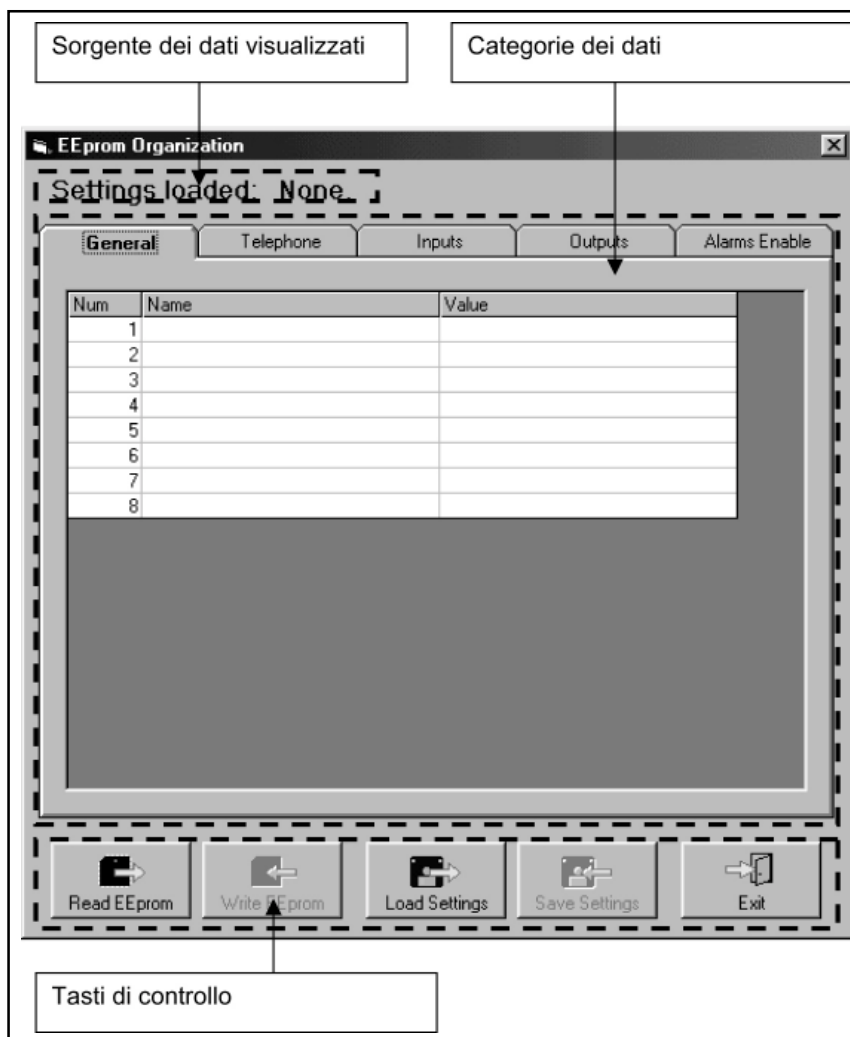 Sorgente dei dati visualizzati
Categorie dei dati
EEprom Organization
Settings loaded: None.
General Telephone Inputs Outputs Alarms Enable
Num Name Value
1
2
3
4
5
6
7
8
Read EEprom Write EEprom Load Settings Save Settings Exit
Tasti di controllo